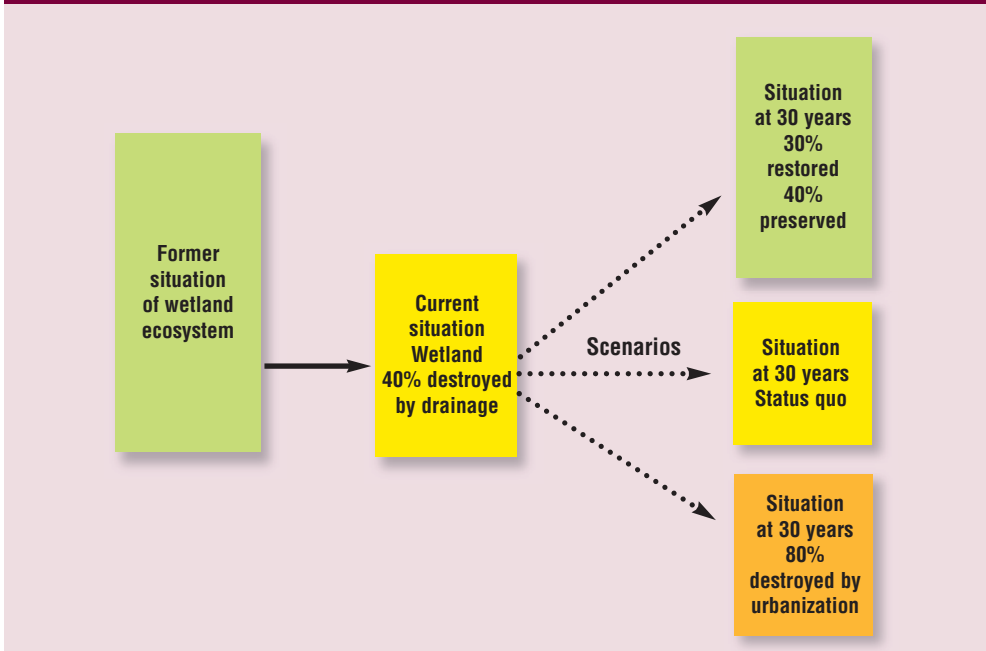 Former
situation
of wetland
ecosystem
Current
situation
Wetland
40% destroyed
by drainage
Scenarios
Situation
at 30 years
30%
restored
40%
preserved
Situation
at 30 years
Status quo
Situation
at 30 years
80%
destroyed by
urbanization